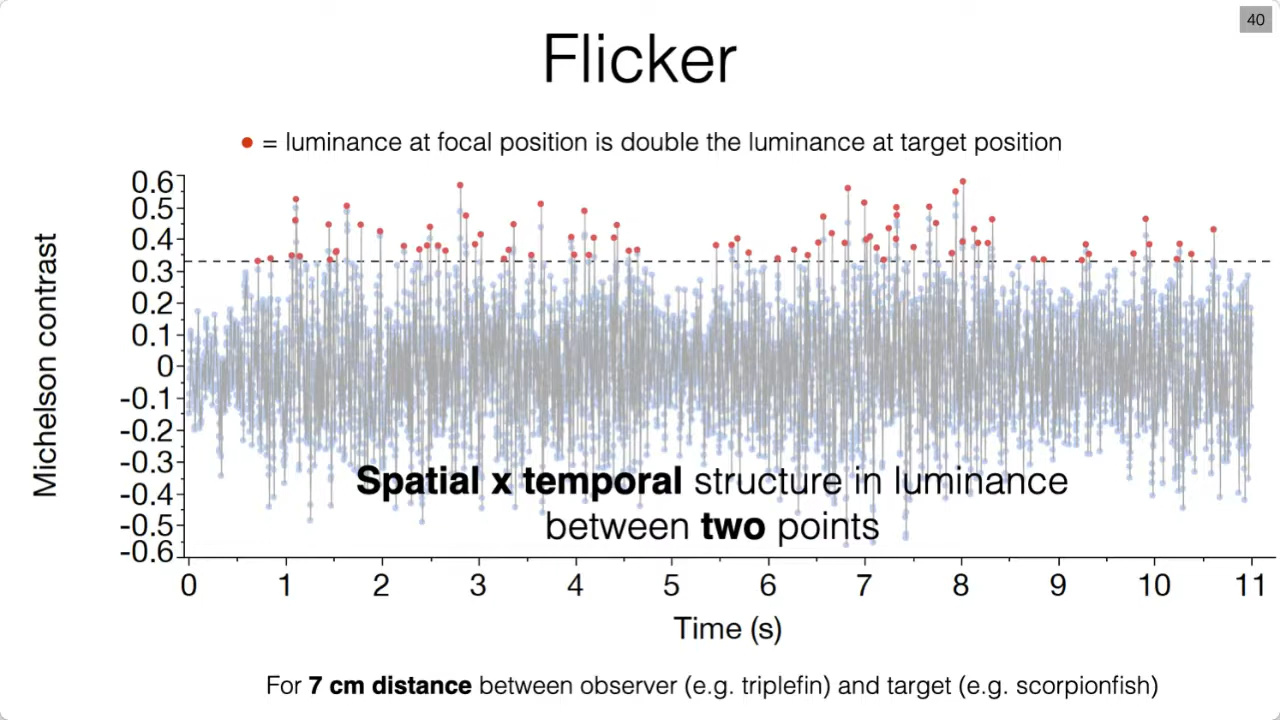 40
Flicker
= luminance at focal position is double the luminance at target position
Michelson contrast
0.6
0.5
0.4
0.3
0.2
0.1
0
-0.1
-0.2
-0.3
-0.4
-0.5
-0.6
Spatial x temporal structure in luminance
between two points
0 1 2 3 4 5 6 7 8 9 10 11
Time (s)
For 7 cm distance between observer (e.g. triplefin) and target (e.g. scorpionfish)